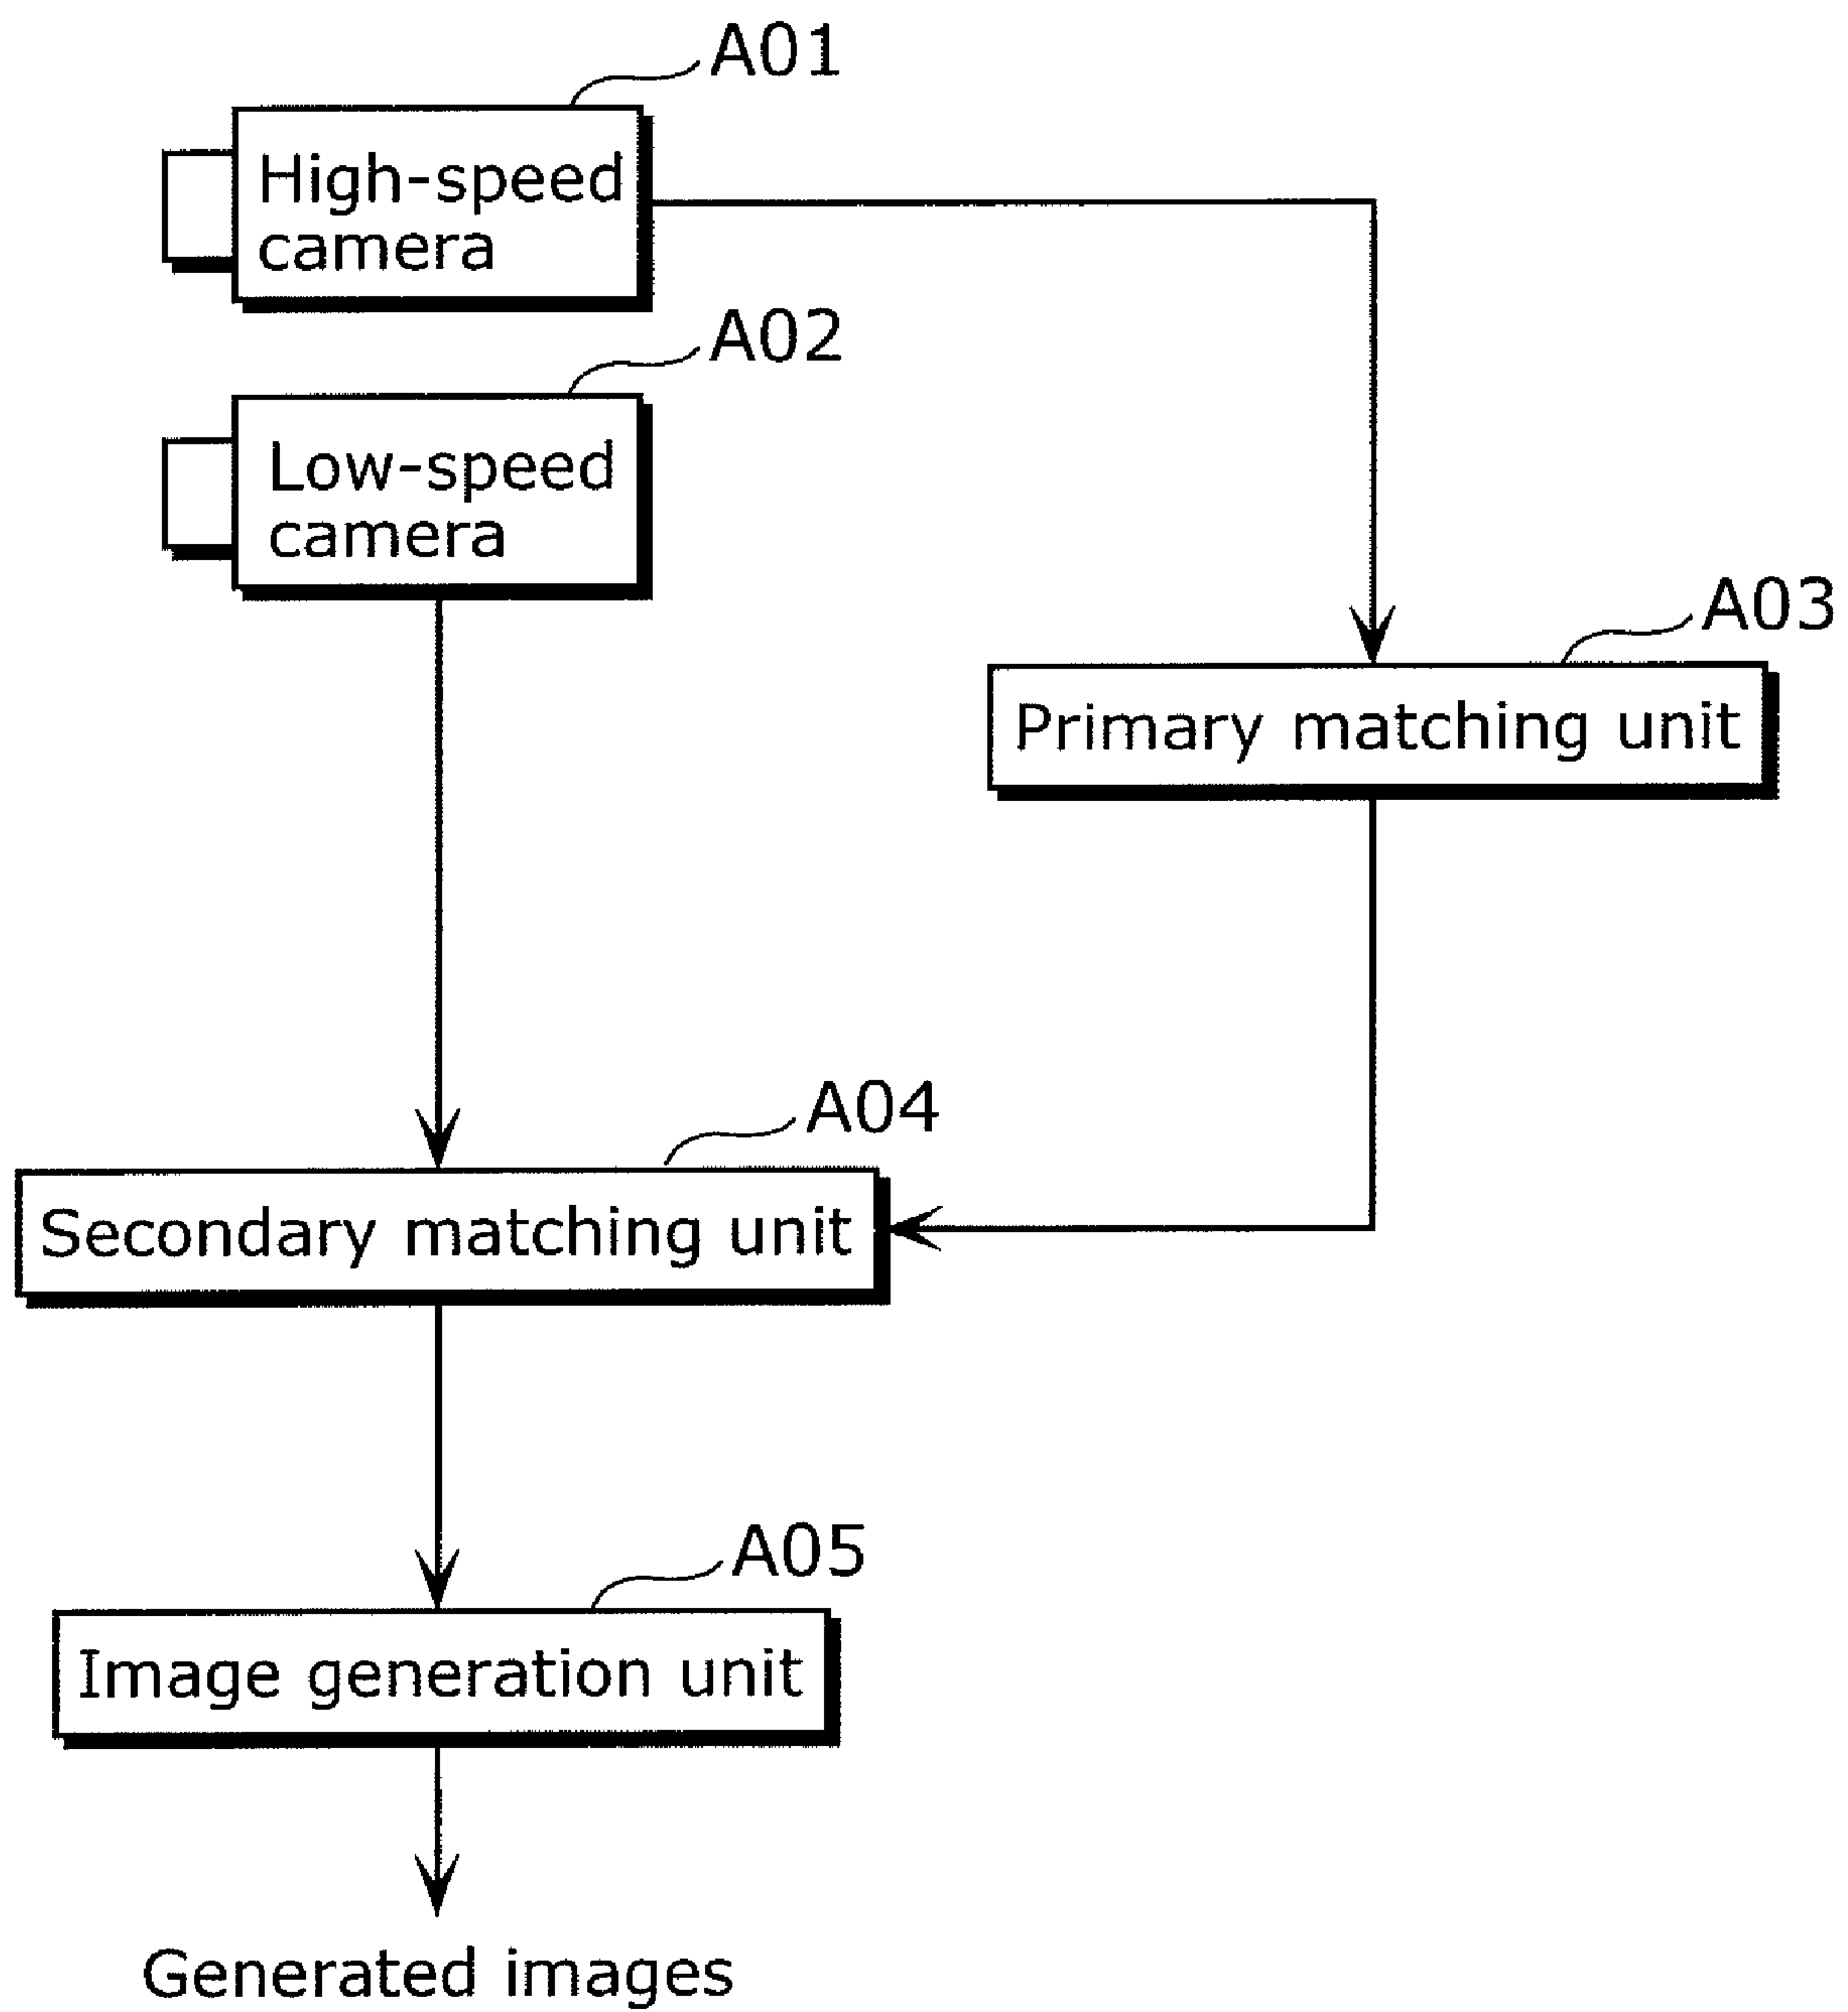 A01
High-speed
camera
A02
Low-speed
camera
A03
Primary matching unit
A04
Secondary matching unit
A05
Image generation unit
Generated images